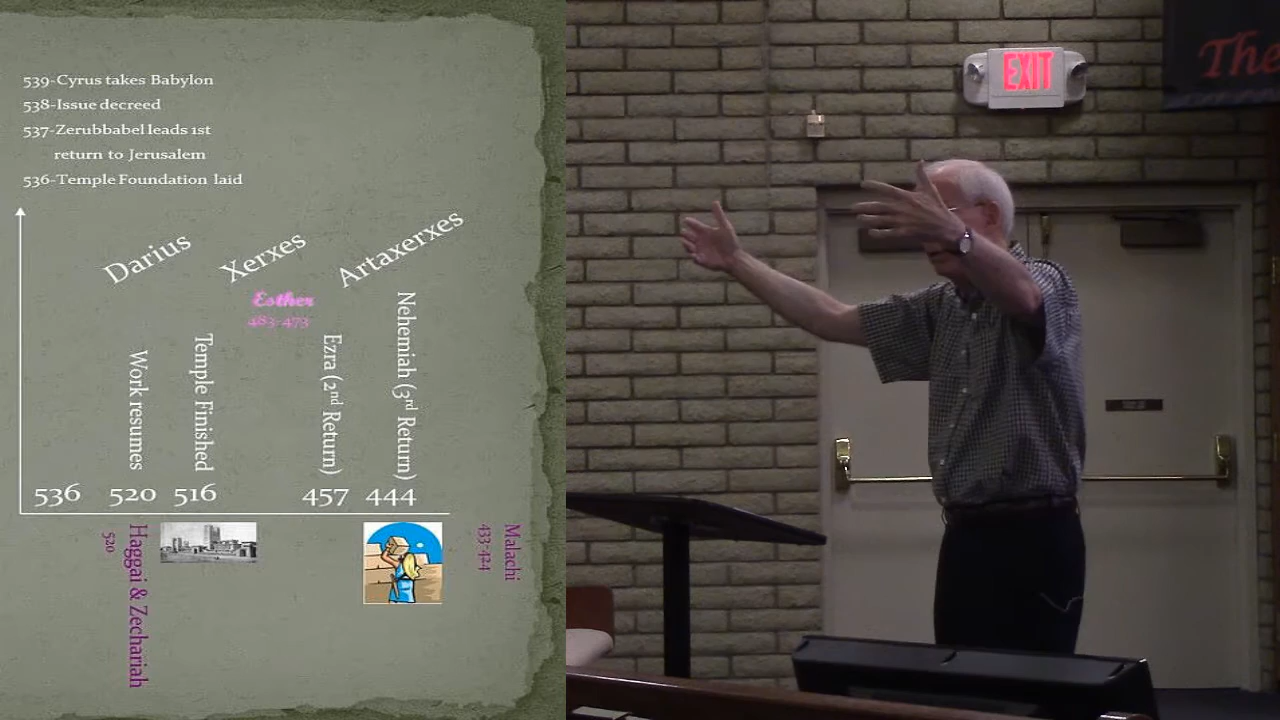 539-Cyrus takes Babylon
538-Issue decreed
537-Zerubbabel leads 1st
return to Jerusalem
536-Temple Foundation laid
Darius
Xerxes
Artaxerxes
Esther
483-473
Work resumes
Temple Finished
Ezra (2nd Return)
Nehemiah (3rd Return)
536 520 516 457 444
Haggai & Zechariah
520
Malachi
433-424
EXIT
The